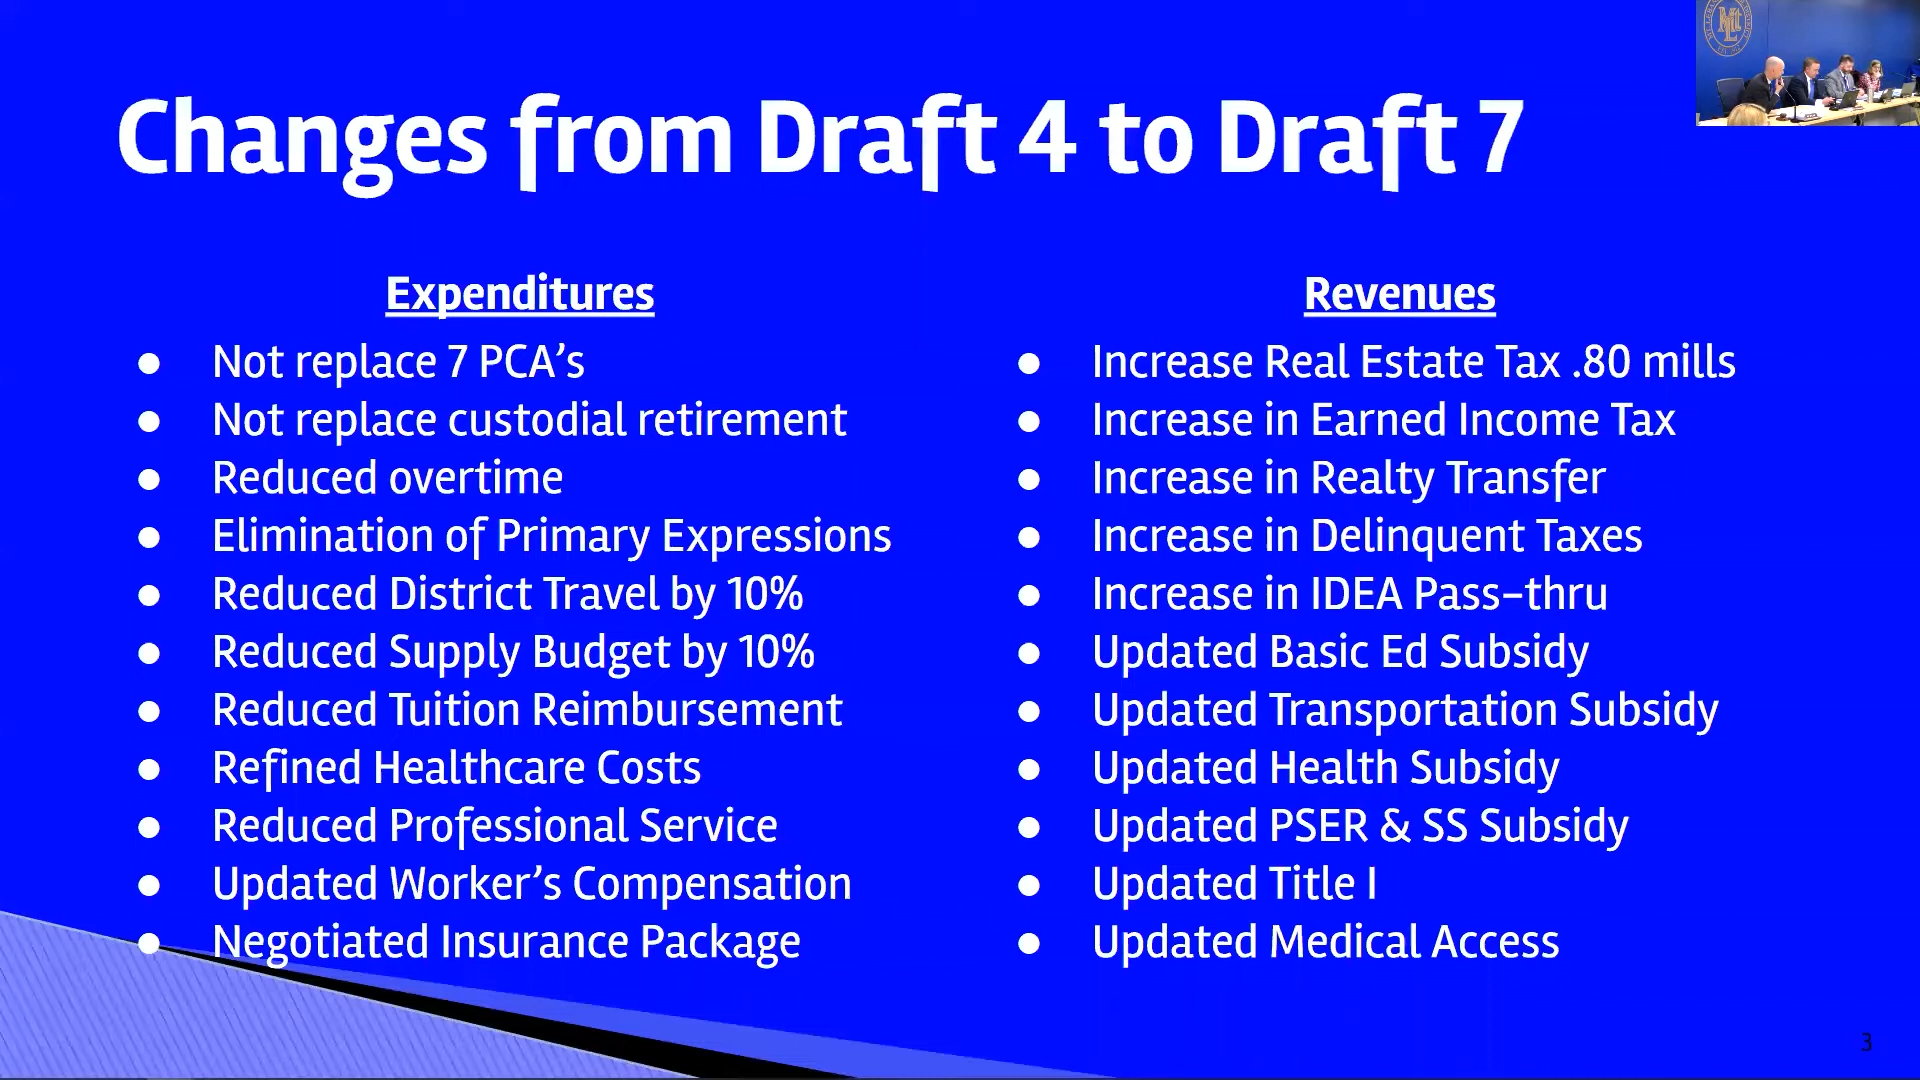 Changes from Draft 4 to Draft 7
Expenditures
Not replace 7 PCA’s
Not replace custodial retirement
Reduced overtime
Elimination of Primary Expressions
Reduced District Travel by 10%
Reduced Supply Budget by 10%
Reduced Tuition Reimbursement
Refined Healthcare Costs
Reduced Professional Service
Updated Worker’s Compensation
Negotiated Insurance Package
Revenues
Increase Real Estate Tax .80 mills
Increase in Earned Income Tax
Increase in Realty Transfer
Increase in Delinquent Taxes
Increase in IDEA Pass-thru
Updated Basic Ed Subsidy
Updated Transportation Subsidy
Updated Health Subsidy
Updated PSER & SS Subsidy
Updated Title I
Updated Medical Access
3